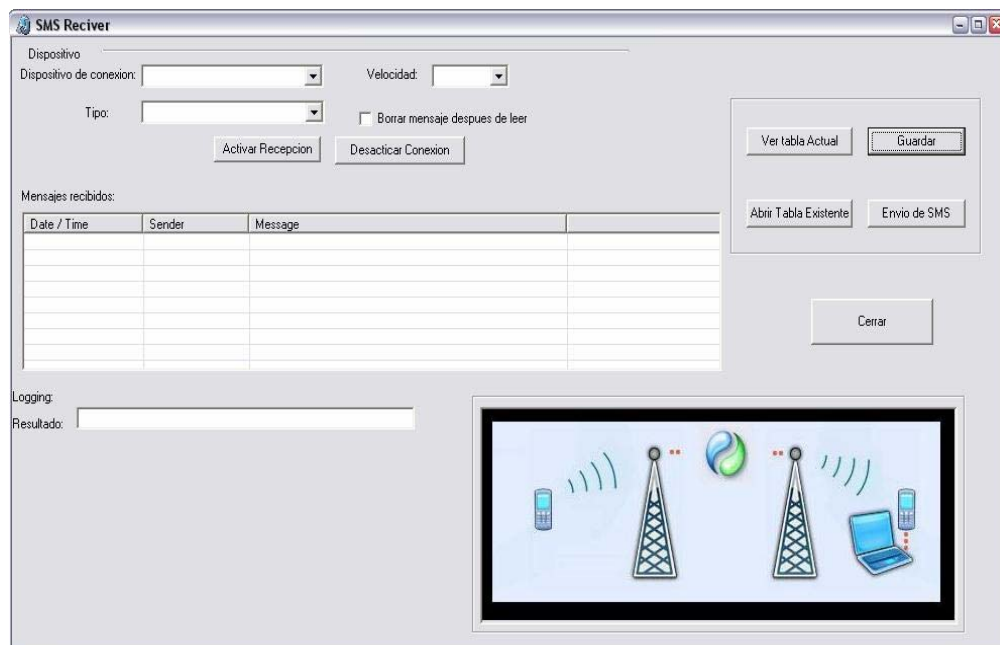 SMS Reciver
Dispositivo
Dispositivo de conexion:
Velocidad:
Tipo:
Borrar mensaje despues de leer
Activar Recepcion
Desacticar Conexion
Ver tabla Actual
Guardar
Abrir Tabla Existente
Envio de SMS
Cerrar
Mensajes recibidos:
Date / Time Sender Message
Logging:
Resultado: